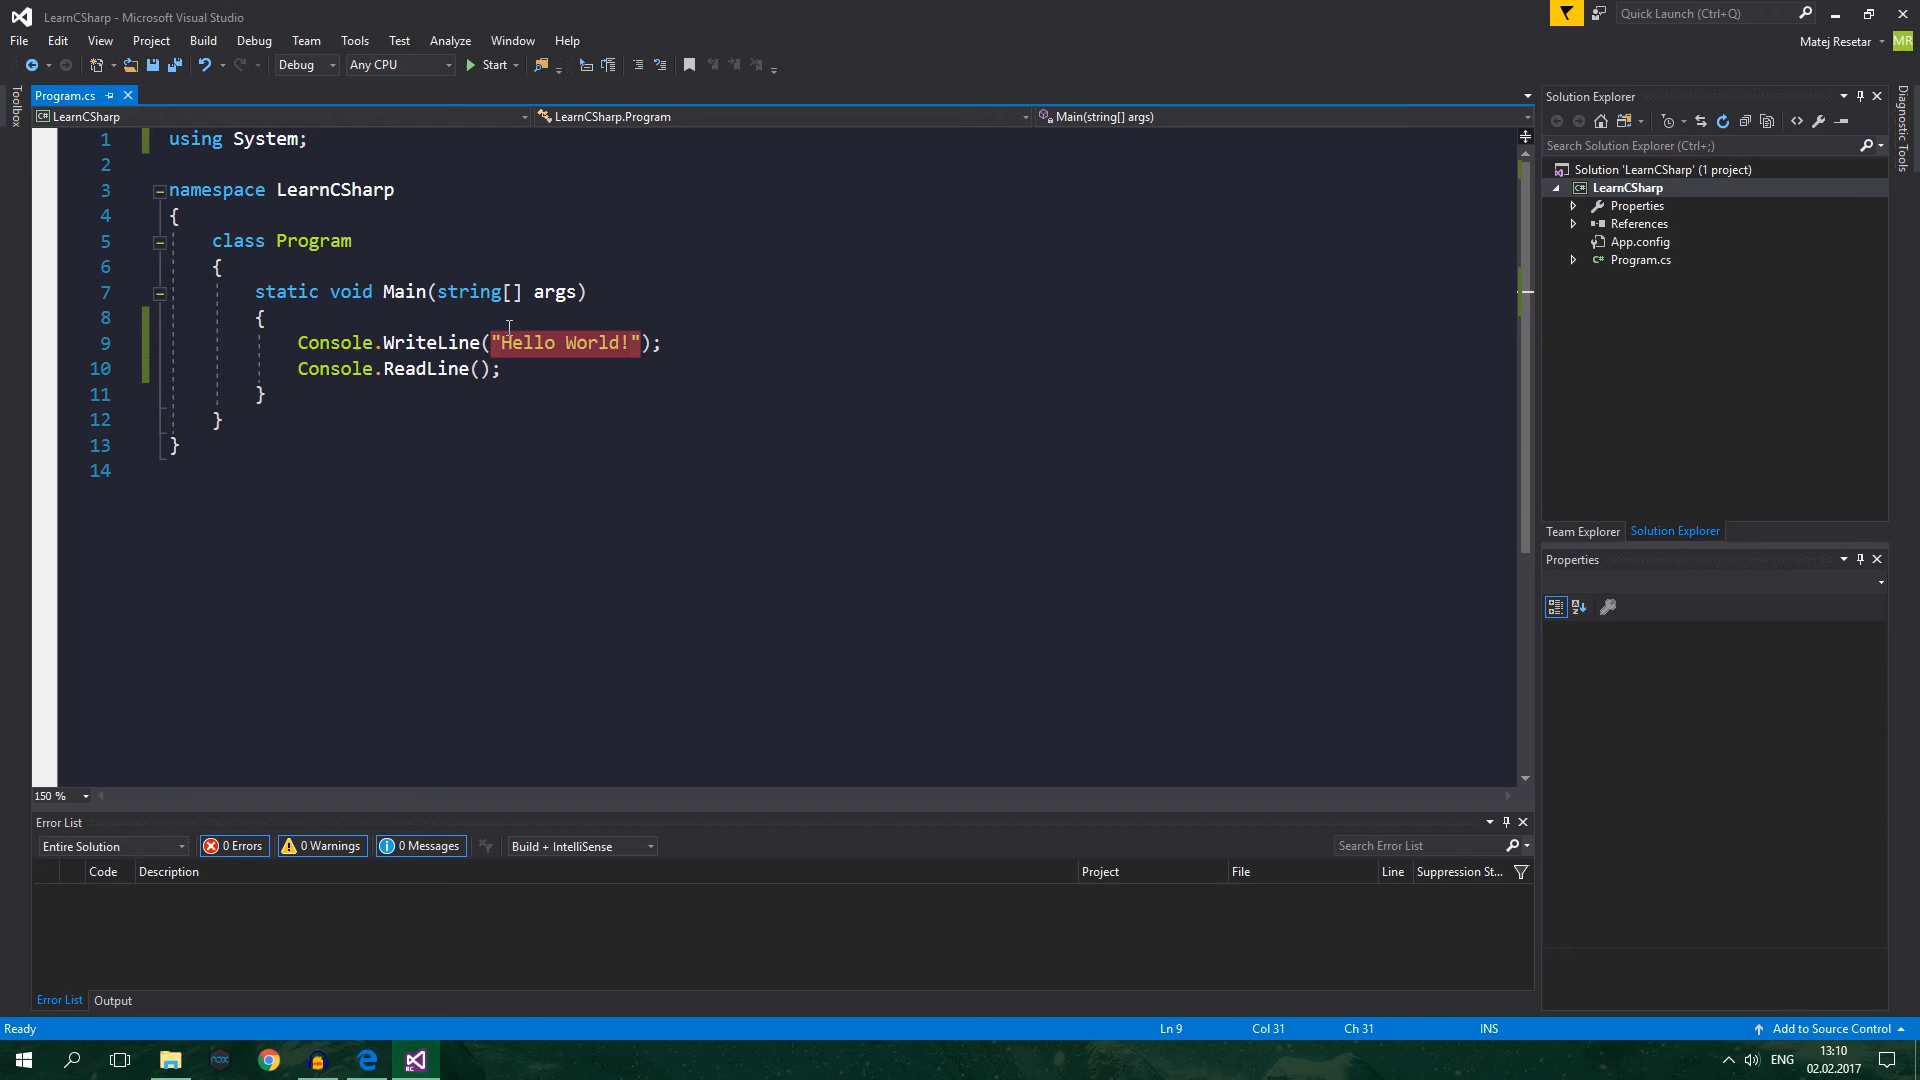 LearnCSharp - Microsoft Visual Studio
Quick Launch (Ctrl+Q)
File Edit View Project Build Debug Team Tools Test Analyze Window Help
Matej Resetar MR
Debug Any CPU Start
Toolbox
Program.cs
LearnCSharp LearnCSharp.Program Main(string[] args)
1 using System;
2
3 namespace LearnCSharp
4 {
5 class Program
6 {
7 static void Main(string[] args)
8 {
9 Console.WriteLine("Hello World!");
10 Console.ReadLine();
11 }
12 }
13 }
14
150 %
Solution Explorer
Search Solution Explorer (Ctrl+;)
Solution 'LearnCSharp' (1 project)
C# LearnCSharp
Properties
References
App.config
C# Program.cs
Team Explorer Solution Explorer
Properties
Diagnostic Tools
Error List
Entire Solution 0 Errors 0 Warnings 0 Messages Build + IntelliSense Search Error List
Code Description Project File Line Suppression St...
Error List Output
Ready Ln 9 Col 31 Ch 31 INS Add to Source Control
nox RC ENG 13:10
02.02.2017